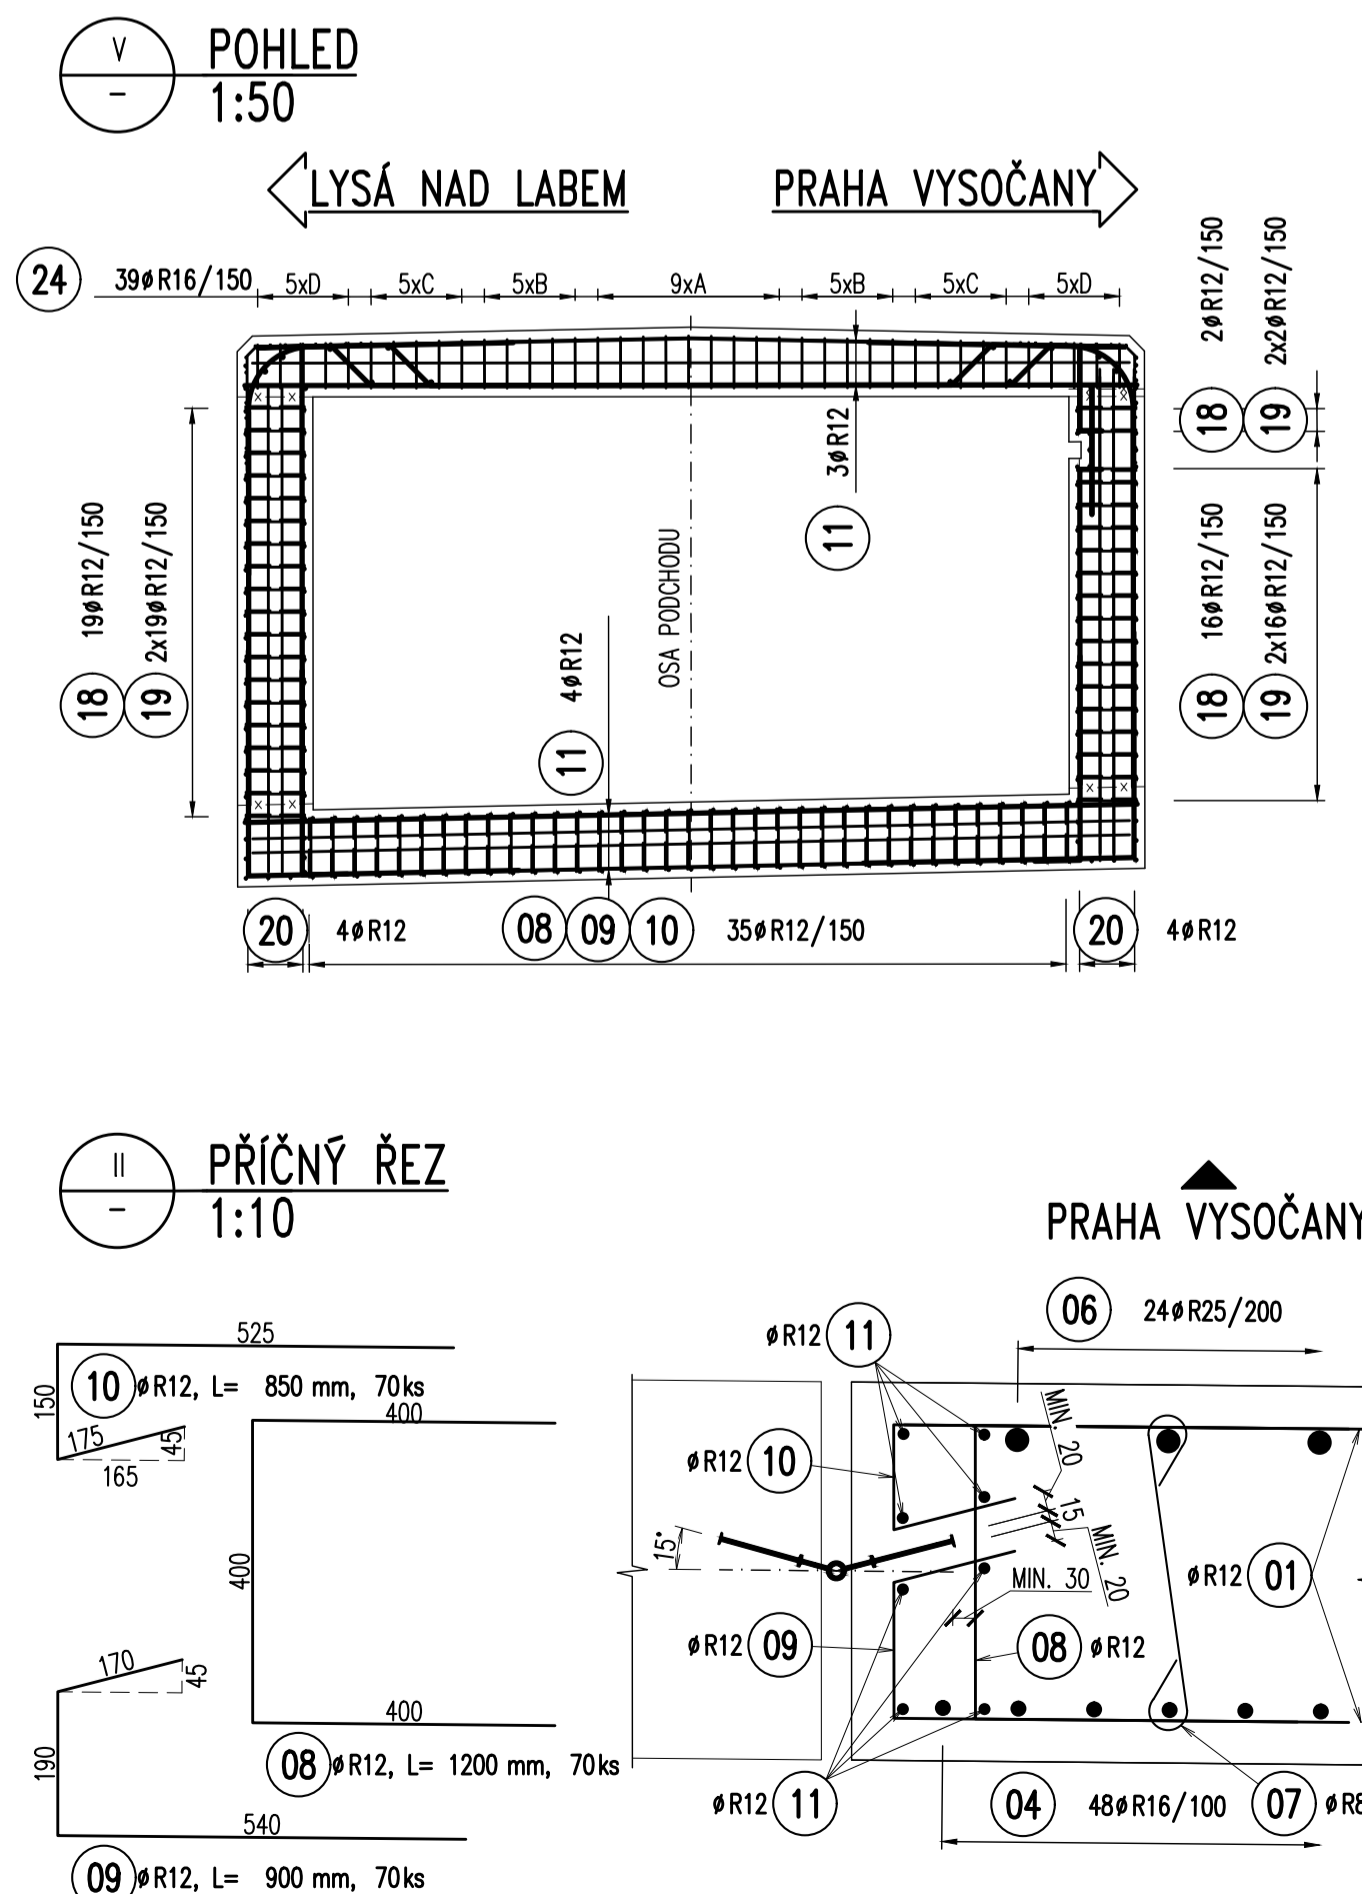 V
–
POHLED
1:50
LYSÁ NAD LABEM
PRAHA VYSOČANY
24
39øR16/150
5xD
5xC
5xB
9xA
5xB
5xC
5xD
2øR12/150
2x2øR12/150
18
19
3øR12
11
OSA PODCHODU
19øR12/150
2x19øR12/150
18
19
16øR12/150
2x16øR12/150
18
19
4øR12
11
20
4øR12
08
09
10
35øR12/150
20
4øR12
II
–
PŘÍČNÝ ŘEZ
1:10
PRAHA VYSOČANY
06
24øR25/200
525
150
10 øR12, L= 850 mm, 70ks
175
45
165
400
400
400
08 øR12, L= 1200 mm, 70ks
170
45
190
540
09 øR12, L= 900 mm, 70ks
øR12 11
øR12 10
MIN. 20
15
MIN. 20
15°
MIN. 30
øR12 01
øR12 09
08 øR12
øR12 11
04
48øR16/100
07 øR8